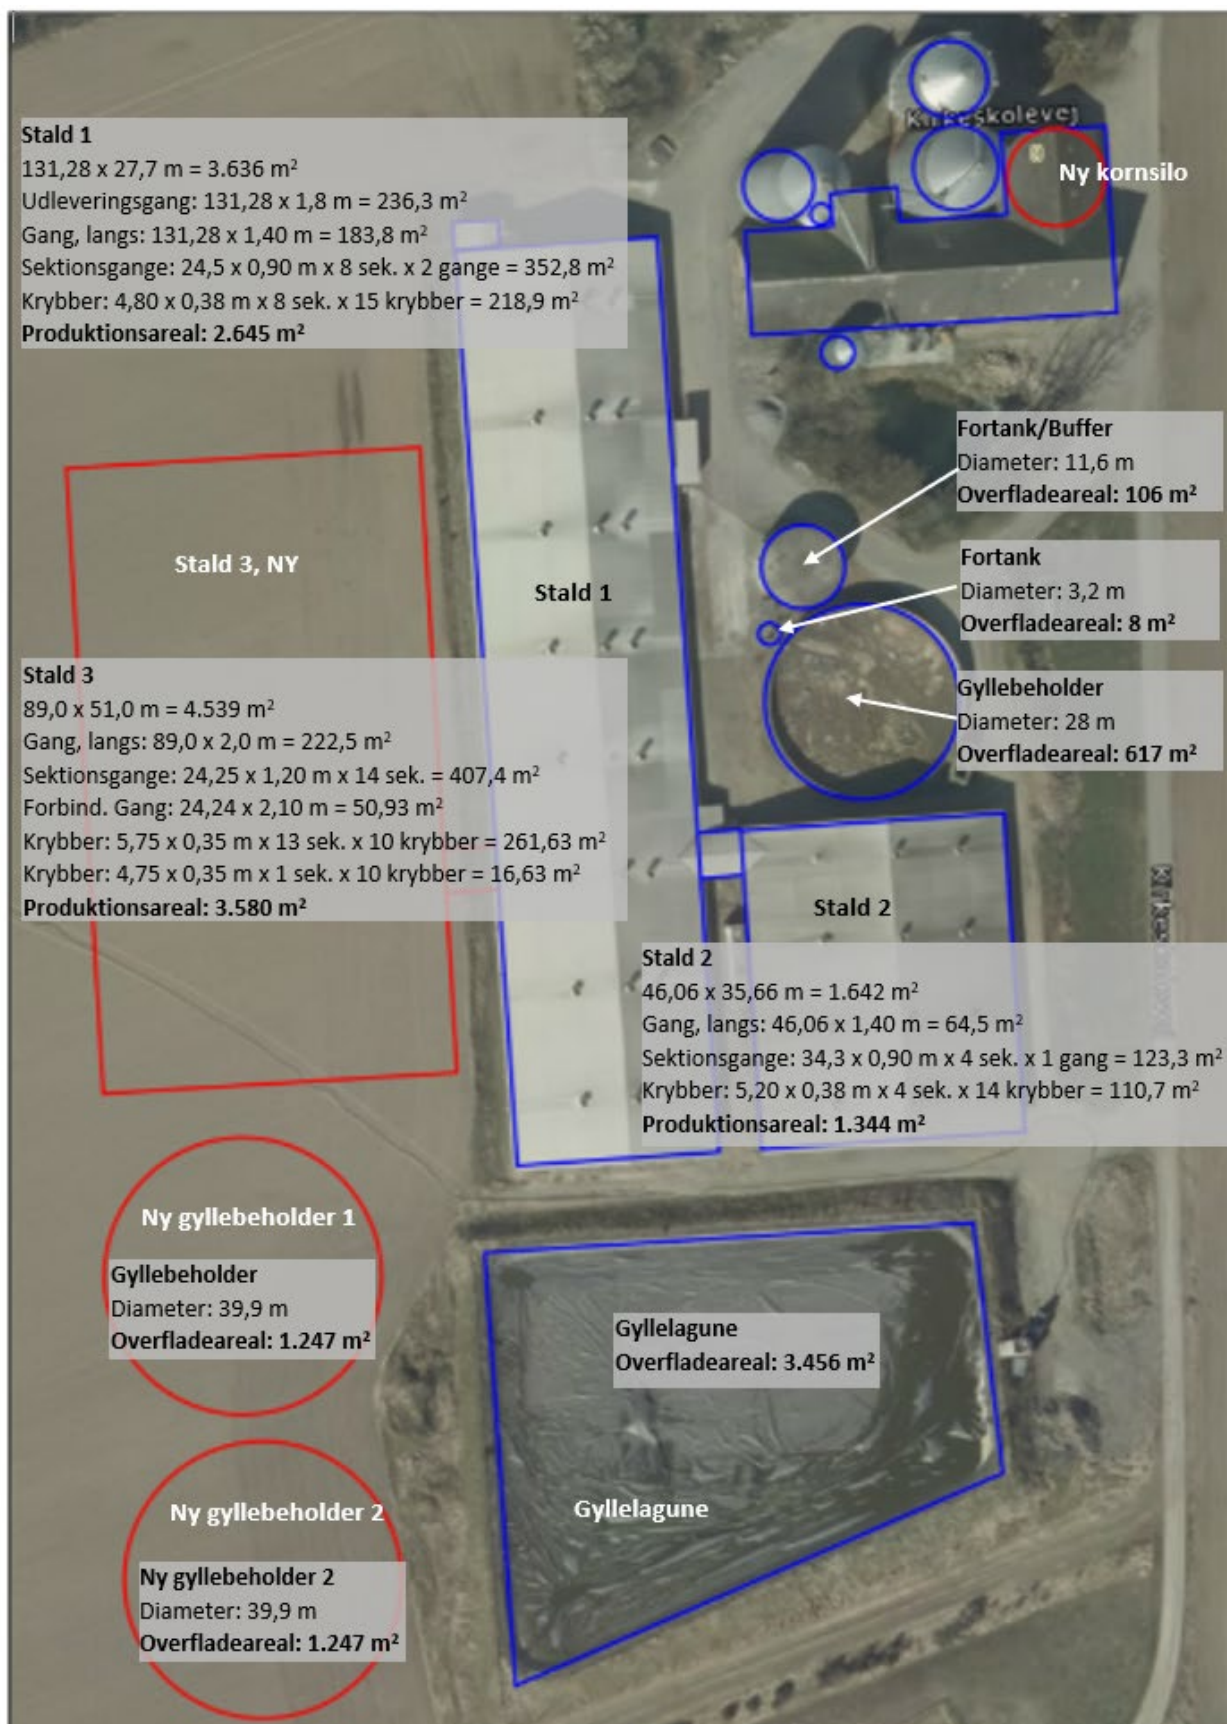 Kirkeskolevej
Ny kornsilo
Stald 1
131,28 x 27,7 m = 3.636 m²
Udleveringsgang: 131,28 x 1,8 m = 236,3 m²
Gang, langs: 131,28 x 1,40 m = 183,8 m²
Sektionsgange: 24,5 x 0,90 m x 8 sek. x 2 gange = 352,8 m²
Krybber: 4,80 x 0,38 m x 8 sek. x 15 krybber = 218,9 m²
Produktionsareal: 2.645 m²
Fortank/Buffer
Diameter: 11,6 m
Overfladeareal: 106 m²
Stald 3, NY
Stald 1
Fortank
Diameter: 3,2 m
Overfladeareal: 8 m²
Stald 3
89,0 x 51,0 m = 4.539 m²
Gang, langs: 89,0 x 2,0 m = 222,5 m²
Sektionsgange: 24,25 x 1,20 m x 14 sek. = 407,4 m²
Forbind. Gang: 24,24 x 2,10 m = 50,93 m²
Krybber: 5,75 x 0,35 m x 13 sek. x 10 krybber = 261,63 m²
Krybber: 4,75 x 0,35 m x 1 sek. x 10 krybber = 16,63 m²
Produktionsareal: 3.580 m²
Gyllebeholder
Diameter: 28 m
Overfladeareal: 617 m²
Stald 2
Stald 2
46,06 x 35,66 m = 1.642 m²
Gang, langs: 46,06 x 1,40 m = 64,5 m²
Sektionsgange: 34,3 x 0,90 m x 4 sek. x 1 gang = 123,3 m²
Krybber: 5,20 x 0,38 m x 4 sek. x 14 krybber = 110,7 m²
Produktionsareal: 1.344 m²
Ny gyllebeholder 1
Gyllebeholder
Diameter: 39,9 m
Overfladeareal: 1.247 m²
Gyllelagune
Overfladeareal: 3.456 m²
Gyllelagune
Ny gyllebeholder 2
Ny gyllebeholder 2
Diameter: 39,9 m
Overfladeareal: 1.247 m²